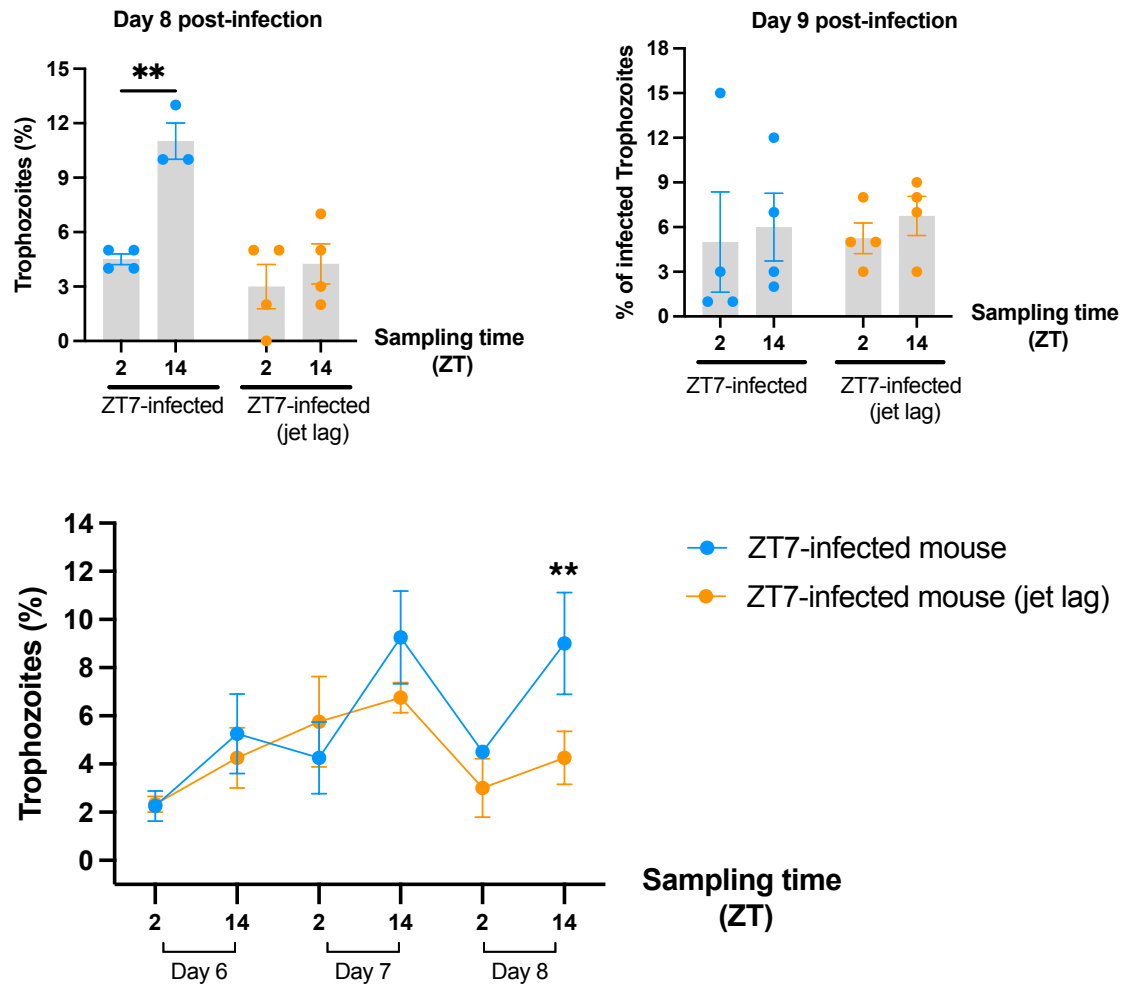 Day 8 post-infection
Trophozoites (%)
15
12
9
6
3
0
**
2 14 2 14
Sampling time
(ZT)
ZT7-infected
ZT7-infected
(jet lag)
Day 9 post-infection
% of infected Trophozoites
18
15
12
9
6
3
0
2 14 2 14
Sampling time
(ZT)
ZT7-infected
ZT7-infected
(jet lag)
Trophozoites (%)
14
12
10
8
6
4
2
0
**
2 14 2 14 2 14
Day 6 Day 7 Day 8
Sampling time
(ZT)
ZT7-infected mouse
ZT7-infected mouse (jet lag)